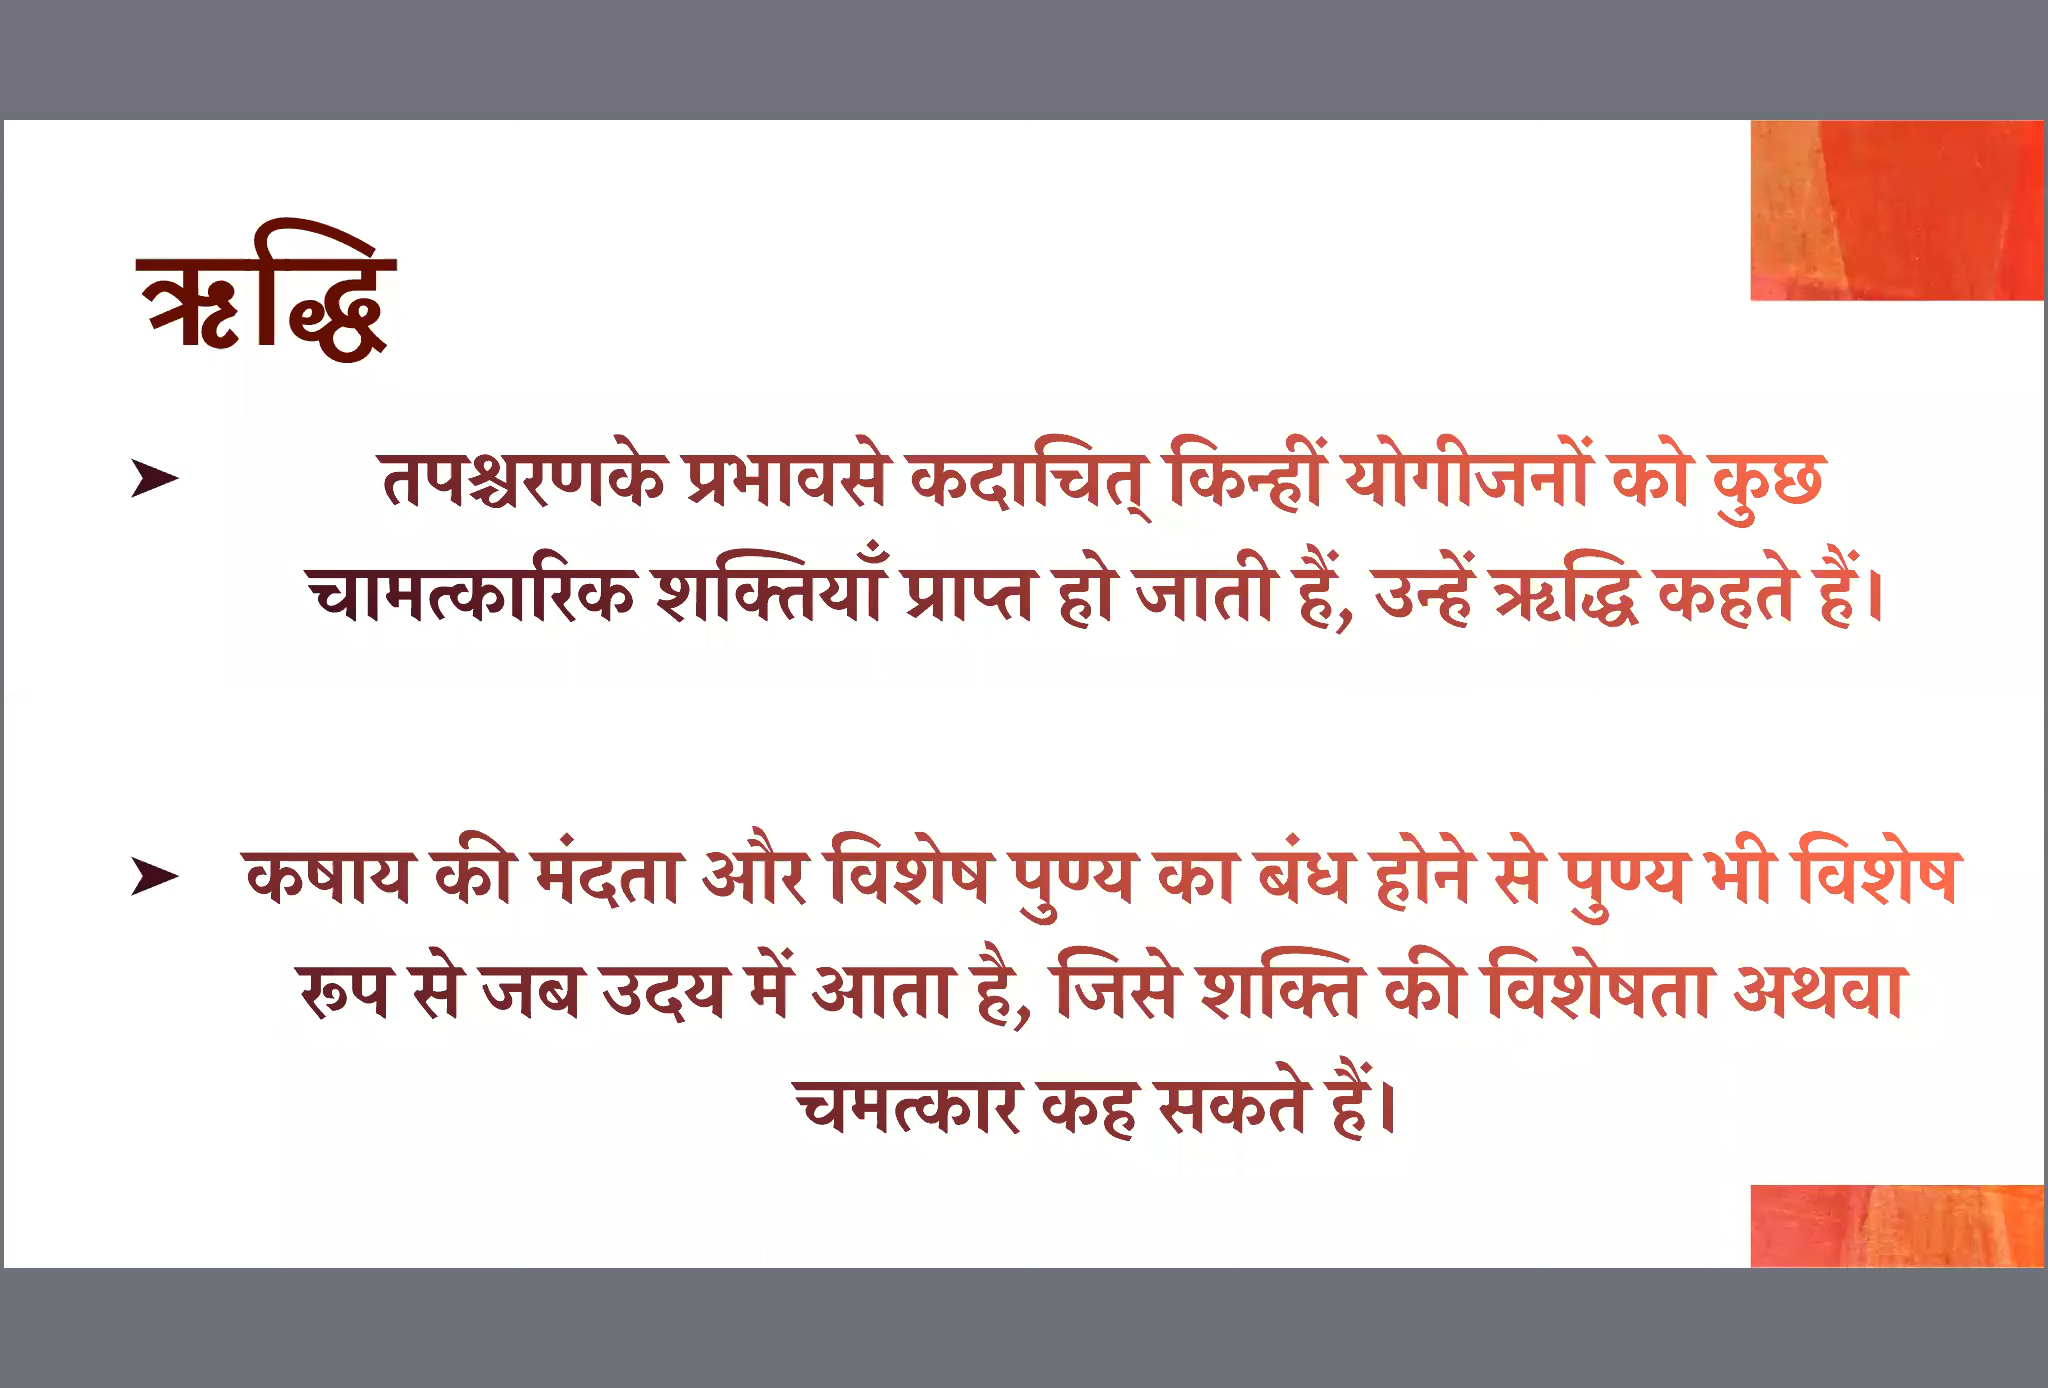 ऋद्धि
➤ तपश्चरणके प्रभावसे कदाचित् किन्हीं योगीजनों को कुछ
चामत्कारिक शक्तियाँ प्राप्त हो जाती हैं, उन्हें ऋद्धि कहते हैं।
➤ कषाय की मंदता और विशेष पुण्य का बंध होने से पुण्य भी विशेष
रूप से जब उदय में आता है, जिसे शक्ति की विशेषता अथवा
चमत्कार कह सकते हैं।